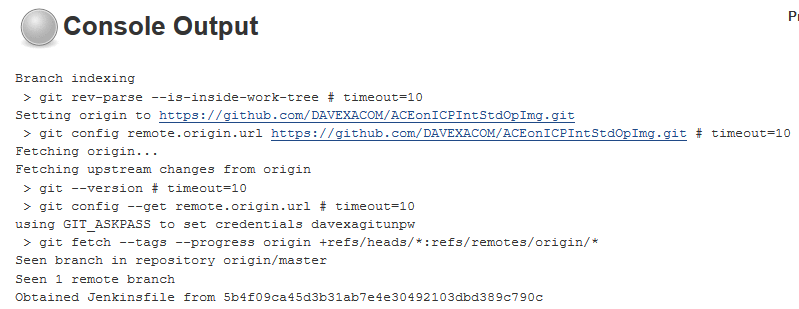 Console Output
Branch indexing
> git rev-parse --is-inside-work-tree # timeout=10
Setting origin to https://github.com/DAVEXACOM/ACEonICPIntStdOpImg.git
> git config remote.origin.url https://github.com/DAVEXACOM/ACEonICPIntStdOpImg.git # timeout=10
Fetching origin...
Fetching upstream changes from origin
> git --version # timeout=10
> git config --get remote.origin.url # timeout=10
using GIT_ASKPASS to set credentials davexagitunpw
> git fetch --tags --progress origin +refs/heads/*:refs/remotes/origin/*
Seen branch in repository origin/master
Seen 1 remote branch
Obtained Jenkinsfile from 5b4f09ca45d3b31ab7e4e30492103dbd389c790c